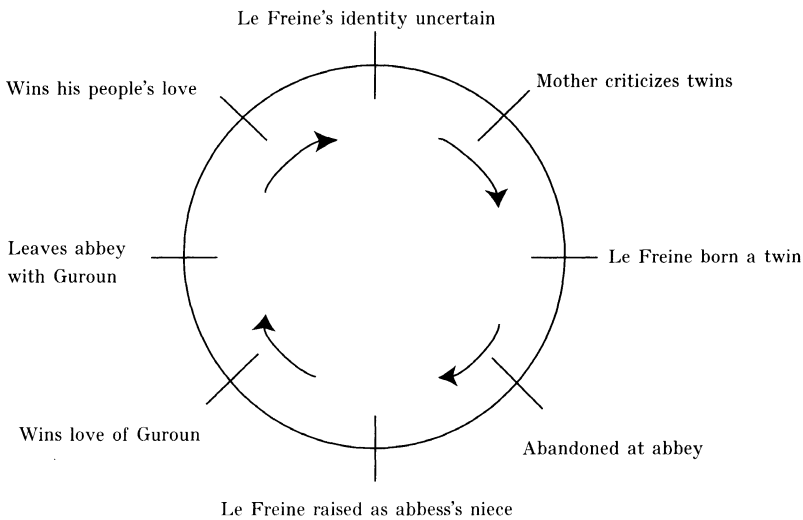 Le Freine's identity uncertain
Mother criticizes twins
Le Freine born a twin
Abandoned at abbey
Le Freine raised as abbess's niece
Wins love of Guroun
Leaves abbey
with Guroun
Wins his people's love